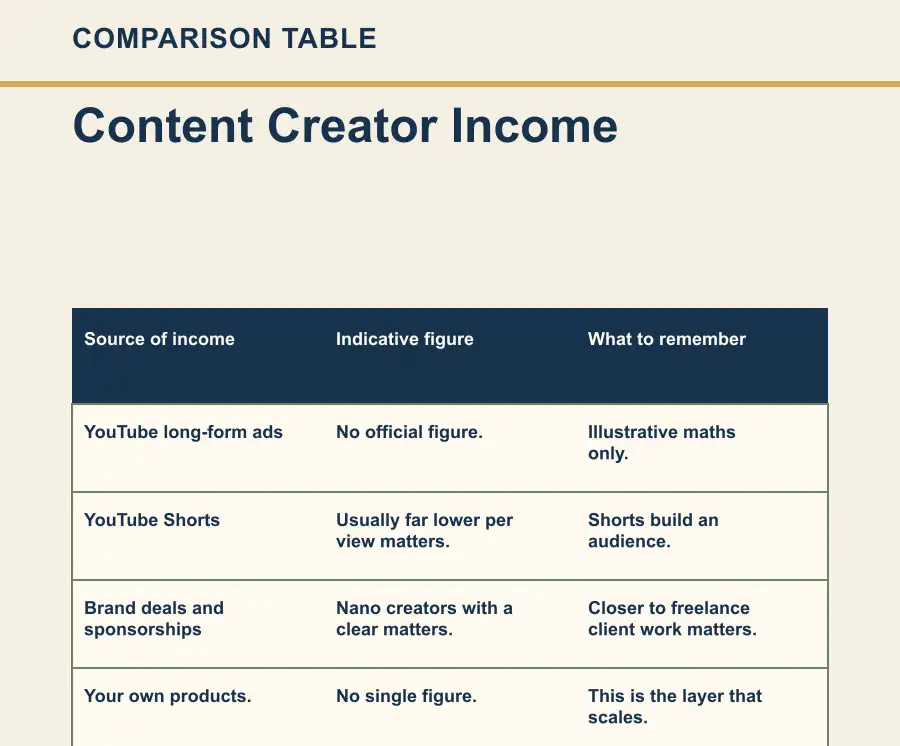 COMPARISON TABLE
Content Creator Income
Source of income
Indicative figure
What to remember
YouTube long-form ads
No official figure.
Illustrative maths
only.
YouTube Shorts
Usually far lower per
view matters.
Shorts build an
audience.
Brand deals and
sponsorships
Nano creators with a
clear matters.
Closer to freelance
client work matters.
Your own products.
No single figure.
This is the layer that
scales.